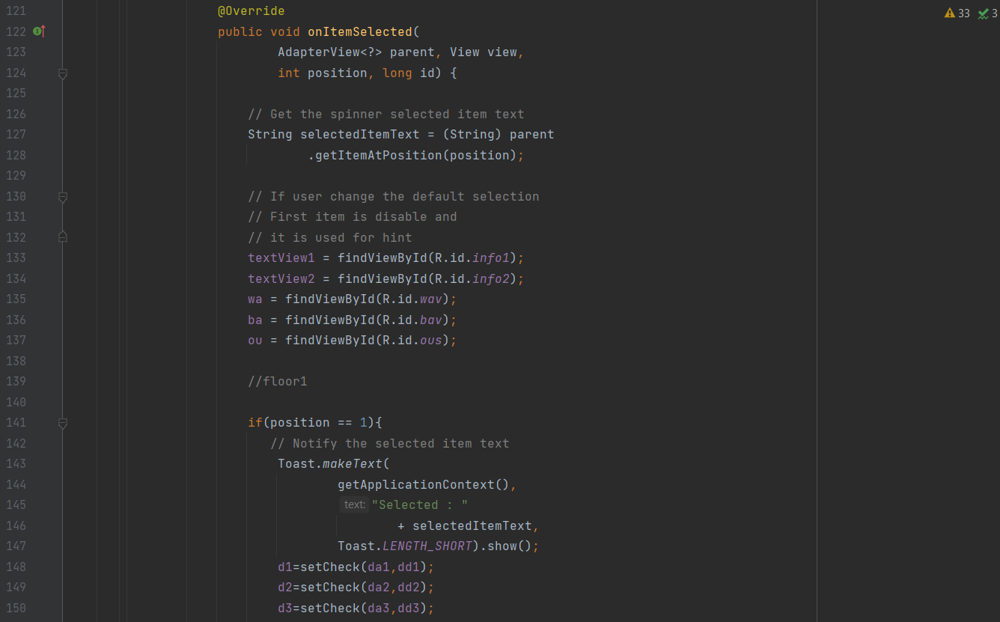 121 @Override 33 3
122 public void onItemSelected(
123 AdapterView<?> parent, View view,
124 int position, long id) {
125
126 // Get the spinner selected item text
127 String selectedItemText = (String) parent
128 .getItemAtPosition(position);
129
130 // If user change the default selection
131 // First item is disable and
132 // it is used for hint
133 textView1 = findViewById(R.id.info1);
134 textView2 = findViewById(R.id.info2);
135 wa = findViewById(R.id.wav);
136 ba = findViewById(R.id.bav);
137 ou = findViewById(R.id.ous);
138
139 //floor1
140
141 if(position == 1){
142 // Notify the selected item text
143 Toast.makeText(
144 getApplicationContext(),
145 text: "Selected : "
146 + selectedItemText,
147 Toast.LENGTH_SHORT).show();
148 d1=setCheck(da1,dd1);
149 d2=setCheck(da2,dd2);
150 d3=setCheck(da3,dd3);